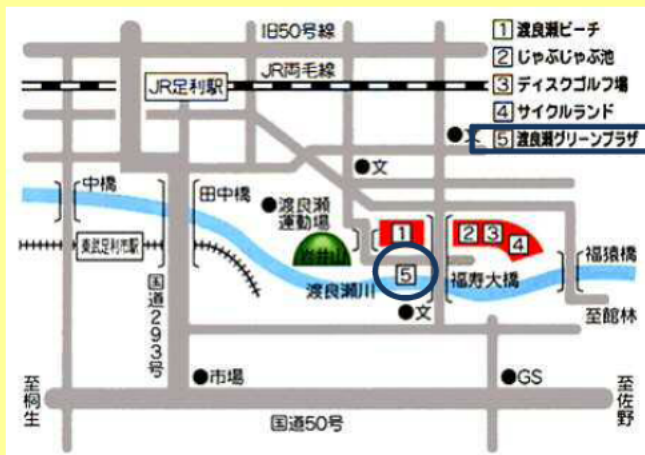 旧50号線
JR両毛線
JR足利駅
1 渡良瀬ビーチ
2 じゃぶじゃぶ池
3 ディスクゴルフ場
4 サイクルランド
5 渡良瀬グリーンプラザ
文
文
中橋
田中橋
渡良瀬
運動場
岩井山
1
2
3
4
5
東武足利市駅
国道293号
渡良瀬川
福寿大橋
福猿橋
至館林
文
市場
GS
至桐生
至佐野
国道50号